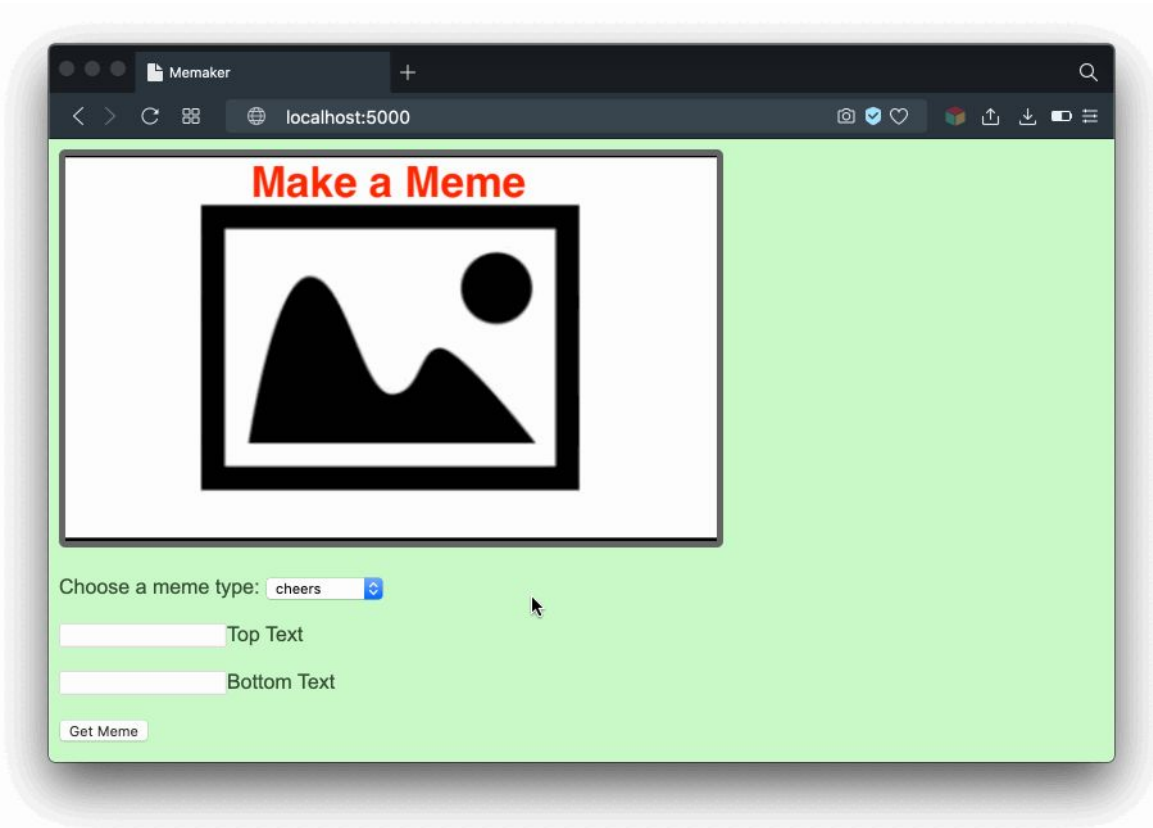 Memaker
localhost:5000
Make a Meme
Choose a meme type: cheers
Top Text
Bottom Text
Get Meme